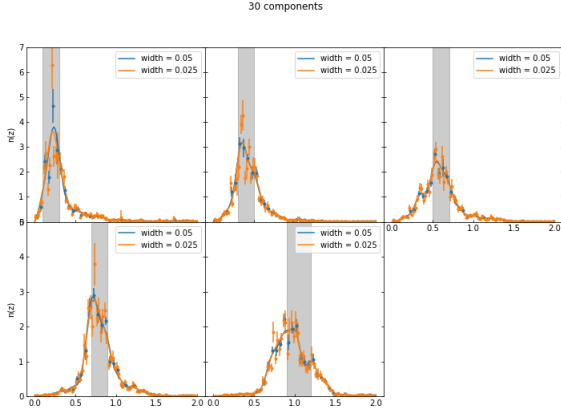 30 components
n(z)
7
6
5
4
3
2
1
0
width = 0.05
width = 0.025
width = 0.05
width = 0.025
width = 0.05
width = 0.025
0.0 0.5 1.0 1.5 2.0
n(z)
5
4
3
2
1
0
width = 0.05
width = 0.025
width = 0.05
width = 0.025
0.0 0.5 1.0 1.5 2.0
0.0 0.5 1.0 1.5 2.0